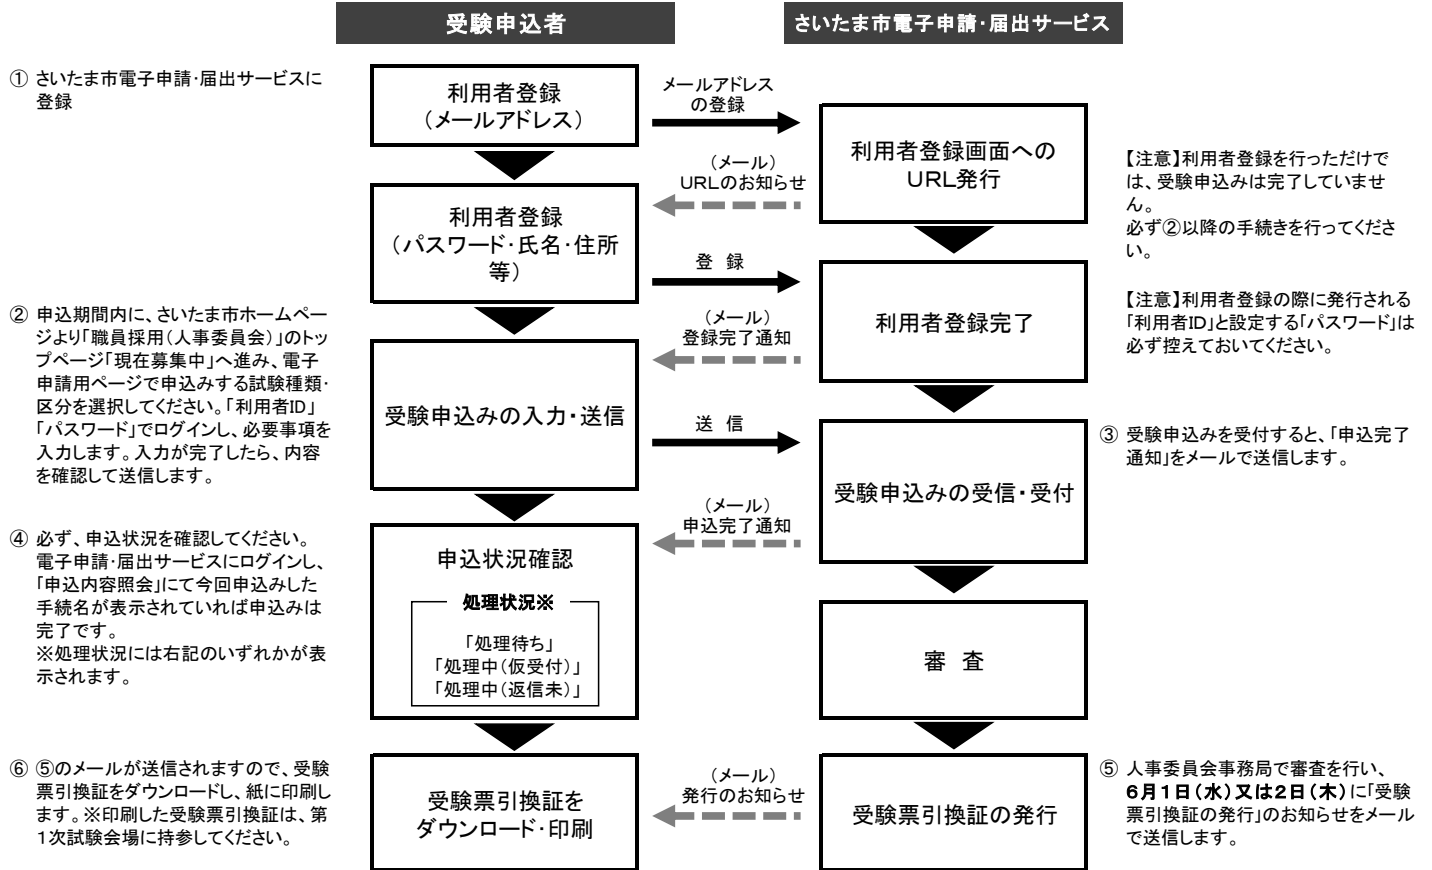 受験申込者
さいたま市電子申請・届出サービス
① さいたま市電子申請・届出サービスに
登録
利用者登録
（メールアドレス）
メールアドレス
の登録
利用者登録画面への
ＵＲＬ発行
（メール）
ＵＲＬのお知らせ
【注意】利用者登録を行っただけで
は、受験申込みは完了していませ
ん。
必ず②以降の手続きを行ってくださ
い。
利用者登録
（パスワード・氏名・住所
等）
登　録
利用者登録完了
【注意】利用者登録の際に発行される
「利用者ID」と設定する「パスワード」は
必ず控えておいてください。
（メール）
登録完了通知
② 申込期間内に、さいたま市ホームペー
ジより「職員採用（人事委員会）」のトッ
プページ「現在募集中」へ進み、電子
申請用ページで申込みする試験種類・
区分を選択してください。「利用者ID」
「パスワード」でログインし、必要事項を
入力します。入力が完了したら、内容
を確認して送信します。
受験申込みの入力・送信
送　信
受験申込みの受信・受付
③ 受験申込みを受付すると、「申込完了
通知」をメールで送信します。
（メール）
申込完了通知
④ 必ず、申込状況を確認してください。
電子申請・届出サービスにログインし、
「申込内容照会」にて今回申込みした
手続名が表示されていれば申込みは
完了です。
※処理状況には右記のいずれかが表
示されます。
申込状況確認
処理状況※
「処理待ち」
「処理中（仮受付）」
「処理中（返信未）」
審　査
⑥ ⑤のメールが送信されますので、受験
票引換証をダウンロードし、紙に印刷し
ます。※印刷した受験票引換証は、第
１次試験会場に持参してください。
受験票引換証を
ダウンロード・印刷
（メール）
発行のお知らせ
受験票引換証の発行
⑤ 人事委員会事務局で審査を行い、
６月１日（水）又は２日（木）に「受験
票引換証の発行」のお知らせをメール
で送信します。